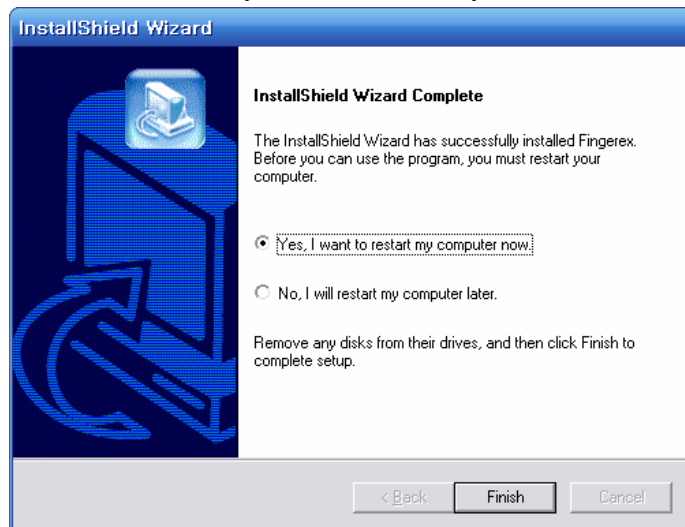 InstallShield Wizard
InstallShield Wizard Complete
The InstallShield Wizard has successfully installed Fingerex.
Before you can use the program, you must restart your
computer.
Yes, I want to restart my computer now.
No, I will restart my computer later.
Remove any disks from their drives, and then click Finish to
complete setup.
< Back Finish Cancel